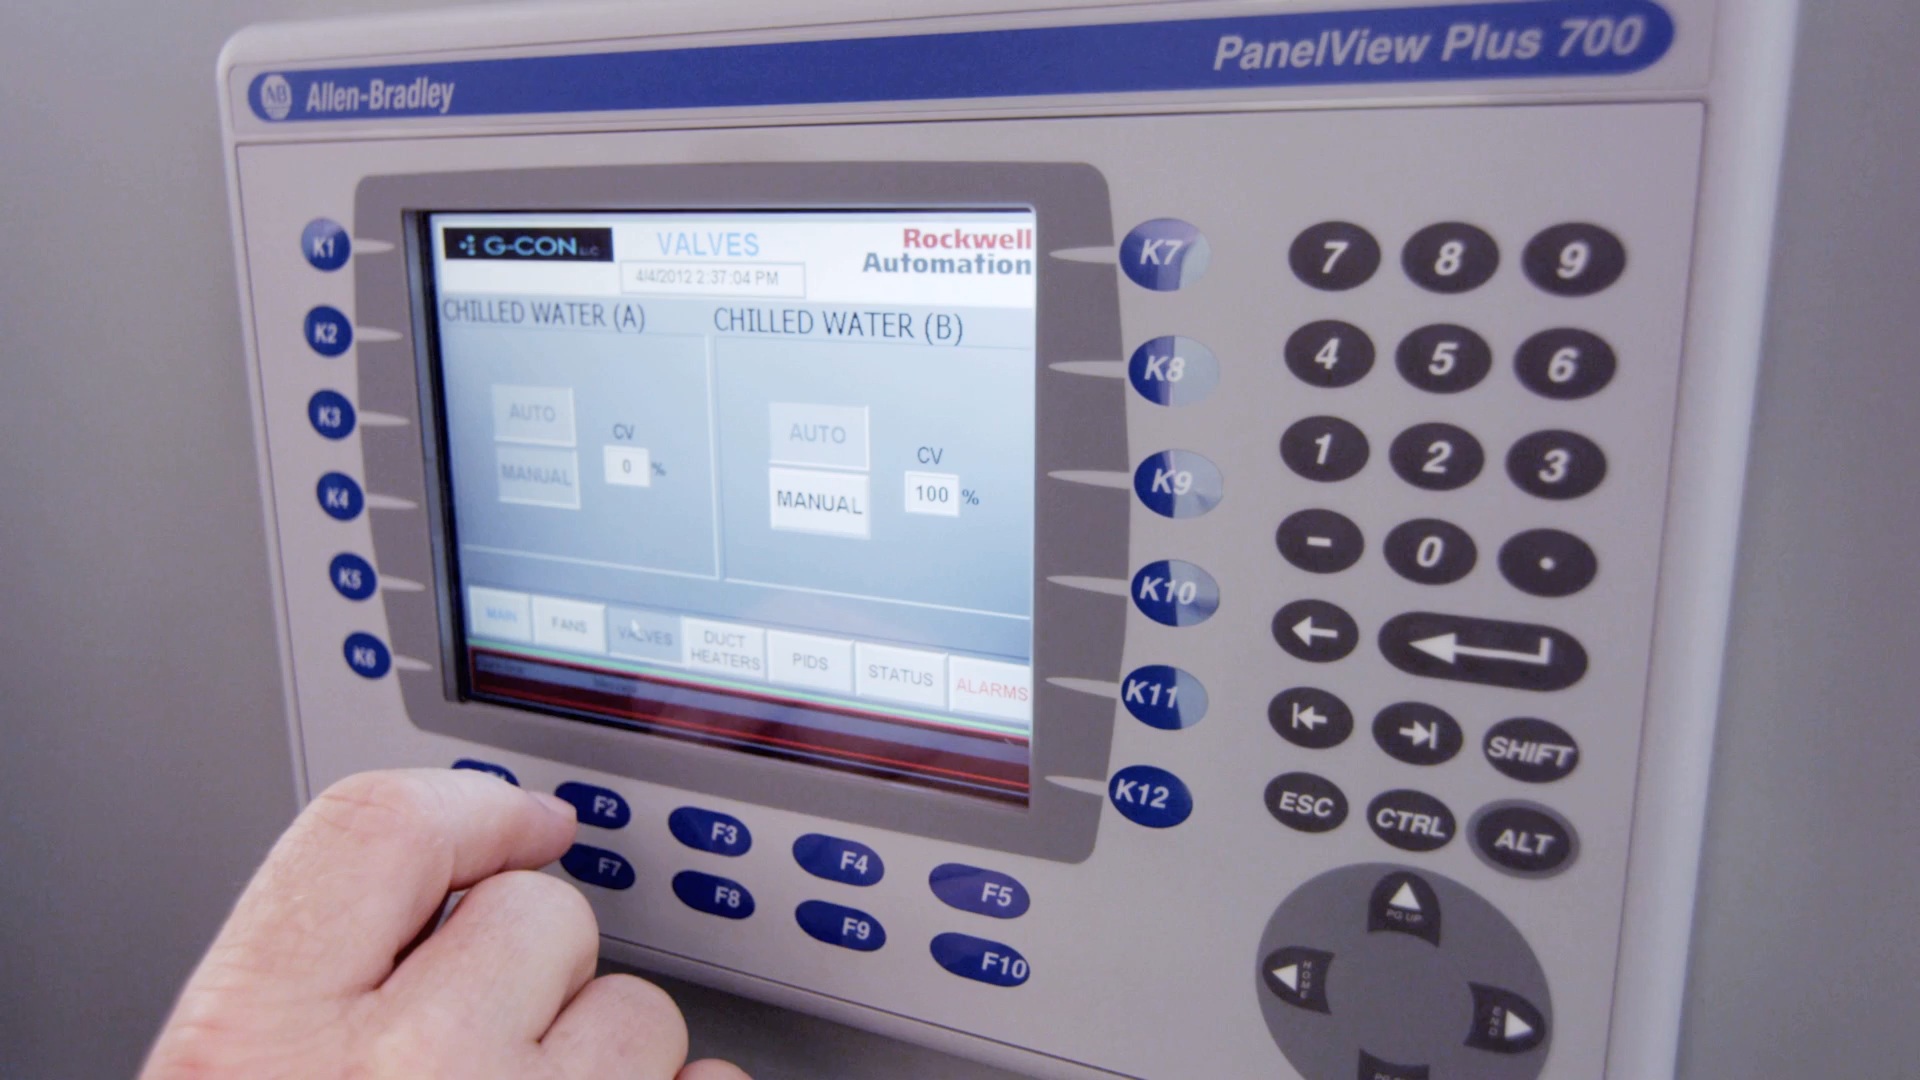 Allen-Bradley
PanelView Plus 700
G-CON LLC
VALVES
Rockwell
Automation
4/4/2012 2:37:04 PM
CHILLED WATER (A)
CHILLED WATER (B)
AUTO
MANUAL
CV
0 %
AUTO
MANUAL
CV
100 %
MAIN
FANS
VALVES
DUCT
HEATERS
PIDS
STATUS
ALARMS
K1
K2
K3
K4
K5
K6
K7
K8
K9
K10
K11
K12
F2
F3
F4
F5
F7
F8
F9
F10
7 8 9
4 5 6
1 2 3
- 0 .
SHIFT
ESC CTRL ALT
PG UP
HOME
END